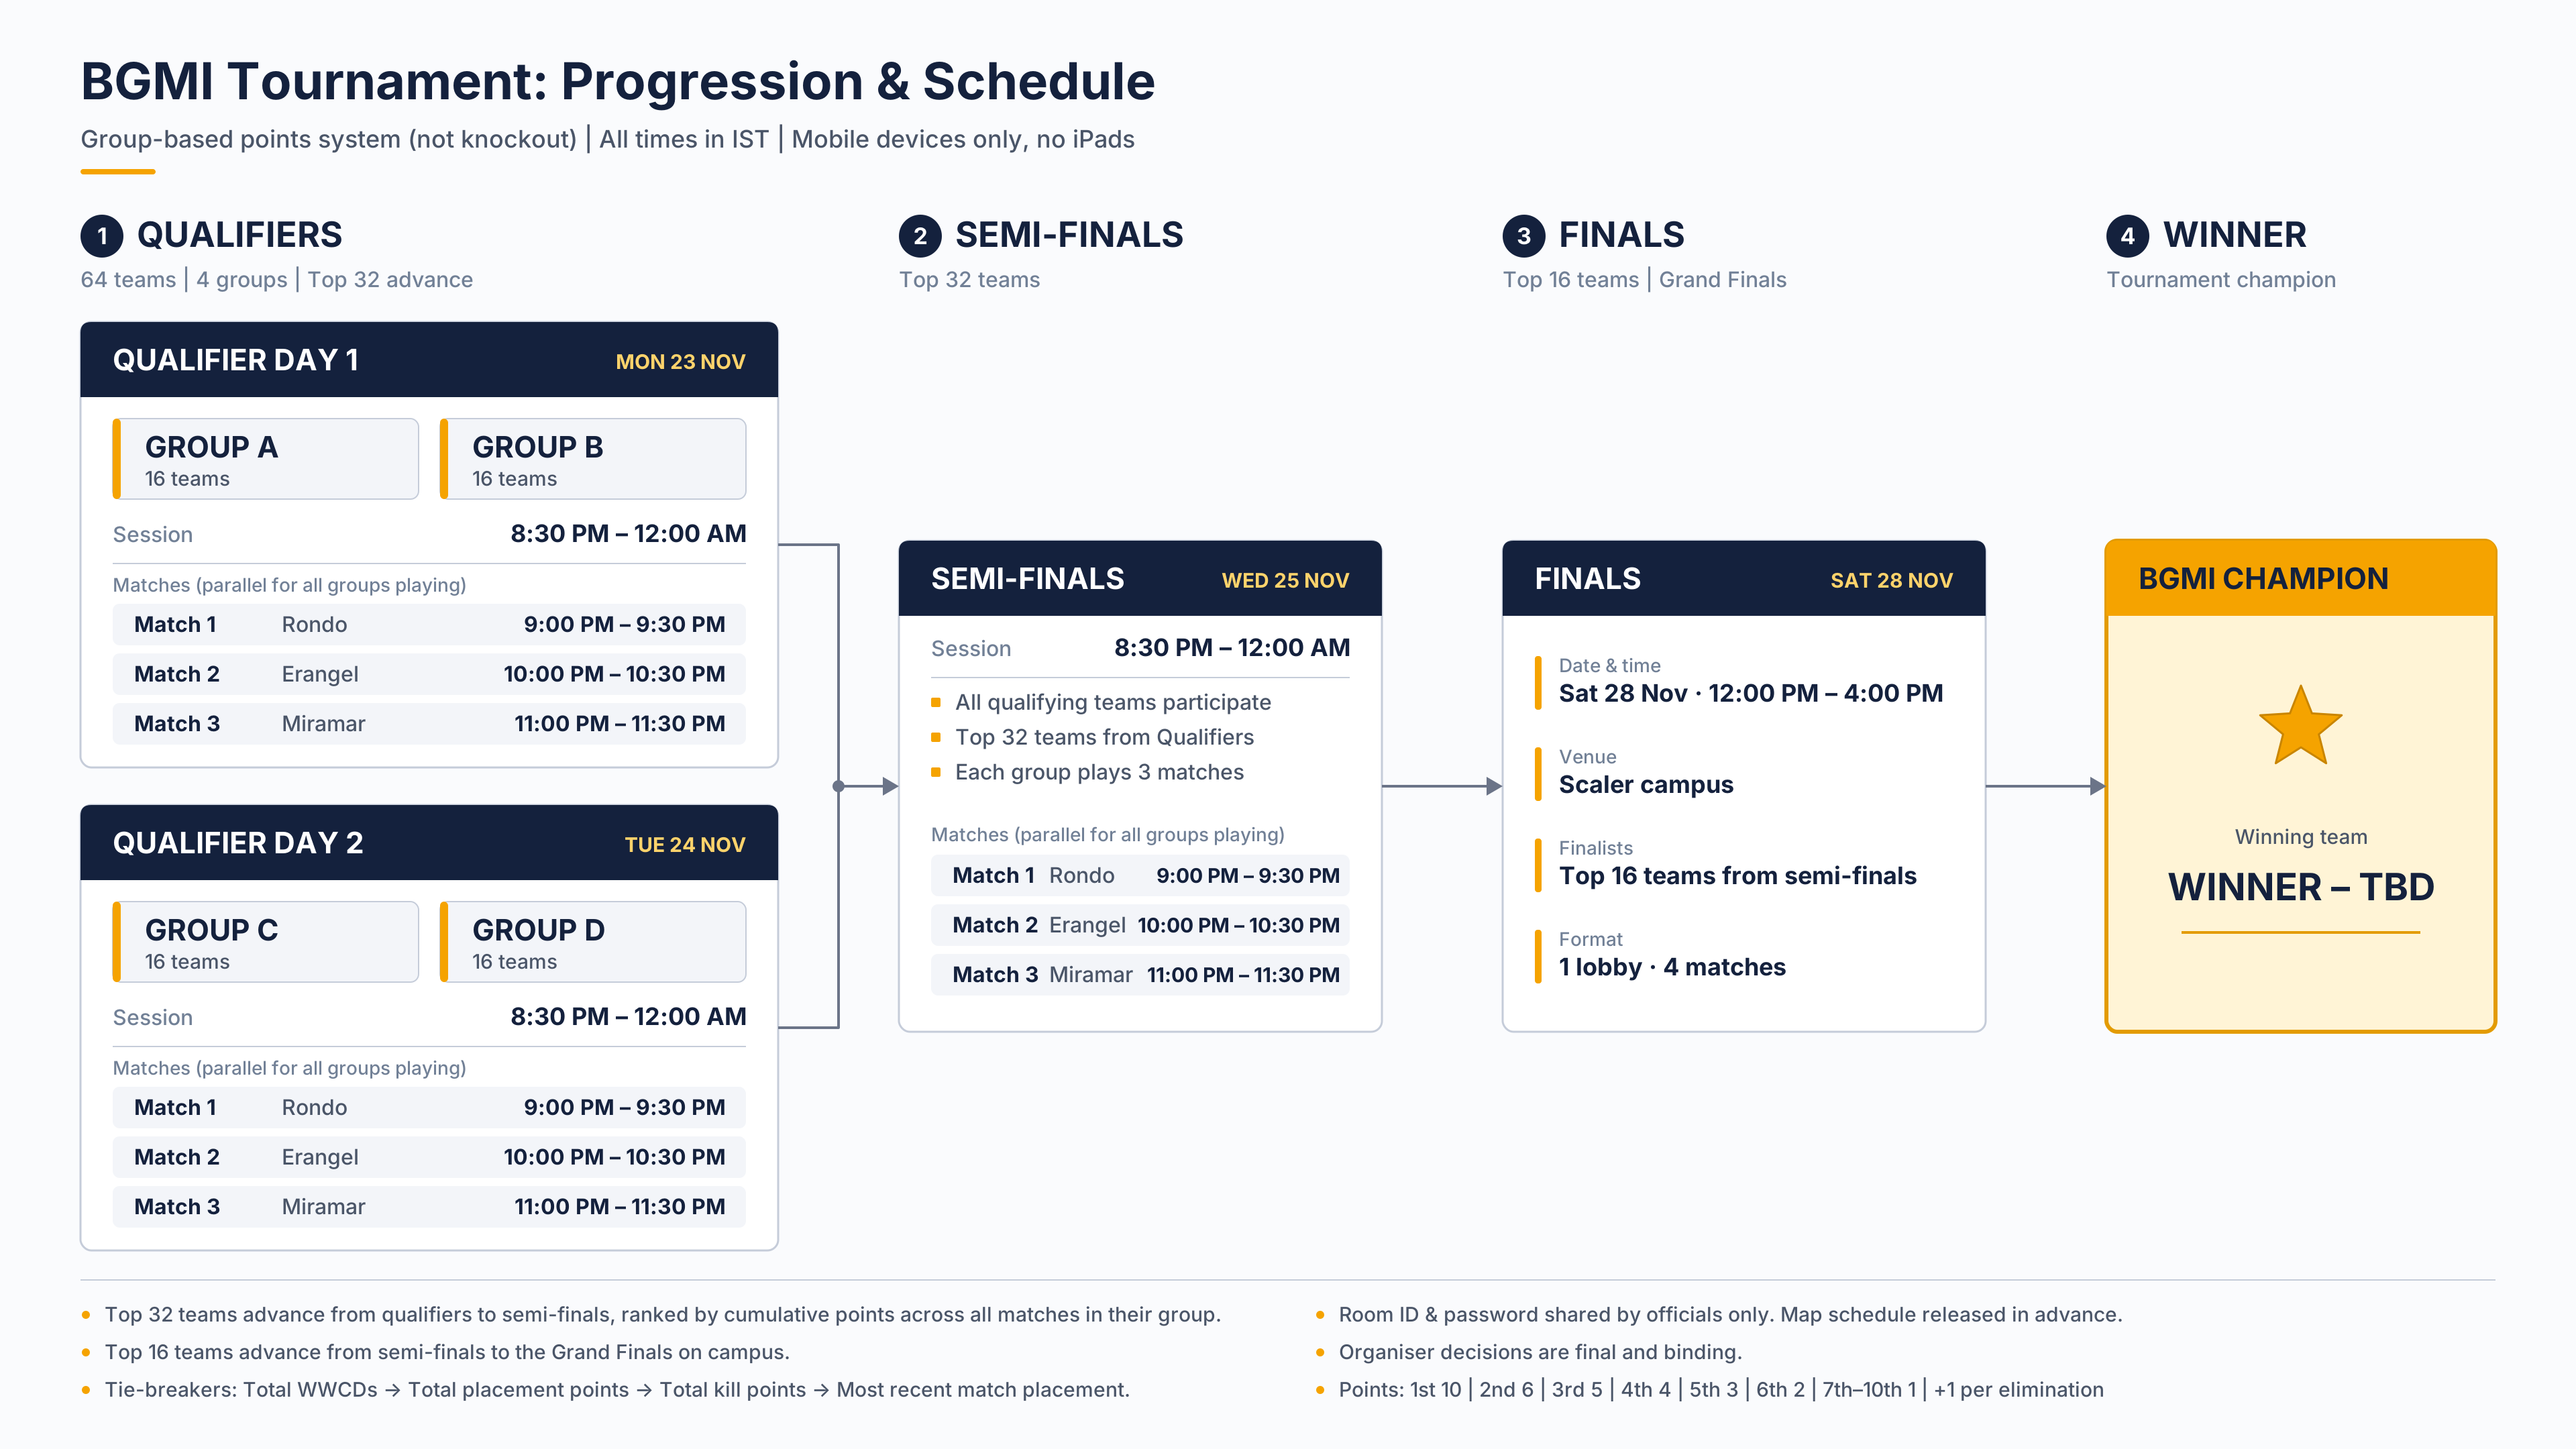 BGMI Tournament: Progression & Schedule
Group-based points system (not knockout) | All times in IST | Mobile devices only, no iPads
1 QUALIFIERS
64 teams | 4 groups | Top 32 advance
2 SEMI-FINALS
Top 32 teams
3 FINALS
Top 16 teams | Grand Finals
4 WINNER
Tournament champion
QUALIFIER DAY 1 MON 23 NOV
GROUP A
16 teams
GROUP B
16 teams
Session 8:30 PM – 12:00 AM
Matches (parallel for all groups playing)
Match 1 Rondo 9:00 PM – 9:30 PM
Match 2 Erangel 10:00 PM – 10:30 PM
Match 3 Miramar 11:00 PM – 11:30 PM
QUALIFIER DAY 2 TUE 24 NOV
GROUP C
16 teams
GROUP D
16 teams
Session 8:30 PM – 12:00 AM
Matches (parallel for all groups playing)
Match 1 Rondo 9:00 PM – 9:30 PM
Match 2 Erangel 10:00 PM – 10:30 PM
Match 3 Miramar 11:00 PM – 11:30 PM
SEMI-FINALS WED 25 NOV
Session 8:30 PM – 12:00 AM
All qualifying teams participate
Top 32 teams from Qualifiers
Each group plays 3 matches
Matches (parallel for all groups playing)
Match 1 Rondo 9:00 PM – 9:30 PM
Match 2 Erangel 10:00 PM – 10:30 PM
Match 3 Miramar 11:00 PM – 11:30 PM
FINALS SAT 28 NOV
Date & time
Sat 28 Nov · 12:00 PM – 4:00 PM
Venue
Scaler campus
Finalists
Top 16 teams from semi-finals
Format
1 lobby · 4 matches
BGMI CHAMPION
Winning team
WINNER – TBD
Top 32 teams advance from qualifiers to semi-finals, ranked by cumulative points across all matches in their group.
Top 16 teams advance from semi-finals to the Grand Finals on campus.
Tie-breakers: Total WWCDs → Total placement points → Total kill points → Most recent match placement.
Room ID & password shared by officials only. Map schedule released in advance.
Organiser decisions are final and binding.
Points: 1st 10 | 2nd 6 | 3rd 5 | 4th 4 | 5th 3 | 6th 2 | 7th–10th 1 | +1 per elimination